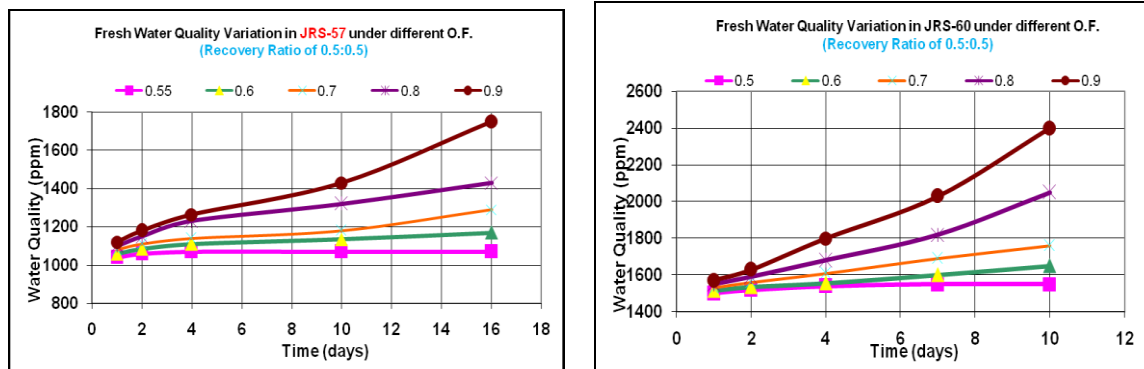 Fresh Water Quality Variation in JRS-57 under different O.F.
(Recovery Ratio of 0.5:0.5)
0.55 0.6 0.7 0.8 0.9
Water Quality (ppm)
1800
1600
1400
1200
1000
800
0 2 4 6 8 10 12 14 16 18
Time (days)
Fresh Water Quality Variation in JRS-60 under different O.F.
(Recovery Ratio of 0.5:0.5)
0.5 0.6 0.7 0.8 0.9
Water Quality (ppm)
2600
2400
2200
2000
1800
1600
1400
0 2 4 6 8 10 12
Time (days)